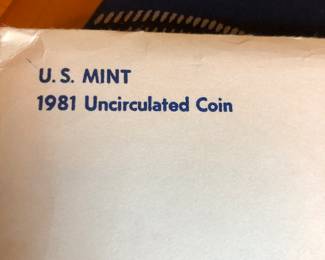 U.S. MINT
1981 Uncirculated Coin